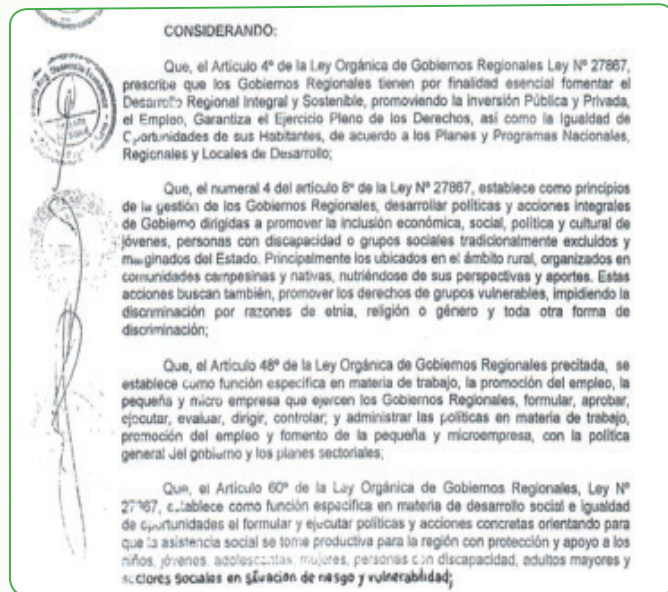 CONSIDERANDO:
Que, el Articulo 4º de la Ley Orgánica de Gobiernos Regionales Ley Nº 27867,
prescribe que los Gobiernos Regionales tienen por finalidad esencial fomentar el
Desarrollo Regional Integral y Sostenible, promoviendo la Inversión Pública y Privada,
el Empleo, Garantiza el Ejercicio Pleno de los Derechos, así como la Igualdad de
Oportunidades de sus Habitantes, de acuerdo a los Planes y Programas Nacionales,
Regionales y Locales de Desarrollo;
Que, el numeral 4 del articulo 8º de la Ley Nº 27867, establece como principios
de la gestión de los Gobiernos Regionales, desarrollar políticas y acciones integrales
de Gobierno dirigidas a promover la inclusión económica, social, política y cultural de
jóvenes, personas con discapacidad o grupos sociales tradicionalmente excluidos y
marginados del Estado. Principalmente los ubicados en el ámbito rural, organizados en
comunidades campesinas y nativas, nutriéndose de sus perspectivas y aportes. Estas
acciones buscan también, promover los derechos de grupos vulnerables, impidiendo la
discriminación por razones de etnia, religión o género y toda otra forma de
discriminación;
Que, el Articulo 48º de la Ley Orgánica de Gobiernos Regionales precitada, se
establece como función especifica en materia de trabajo, la promoción del empleo, la
pequeña y micro empresa que ejercen los Gobiernos Regionales, formular, aprobar,
ejecutar, evaluar, dirigir, controlar, y administrar las políticas en materia de trabajo,
promoción del empleo y fomento de la pequeña y microempresa, con la política
general del gobierno y los planes sectoriales;
Que, el Articulo 60º de la Ley Orgánica de Gobiernos Regionales, Ley Nº
27867, establece como función especifica en materia de desarrollo social e igualdad
de oportunidades el formular y ejecutar políticas y acciones concretas orientando para
que la asistencia social se torne productiva para la región con protección y apoyo a los
niños, jóvenes, adolescentes, mujeres, personas con discapacidad, adultos mayores y
sectores sociales en situacion de riesgo y vulnerabilidad;